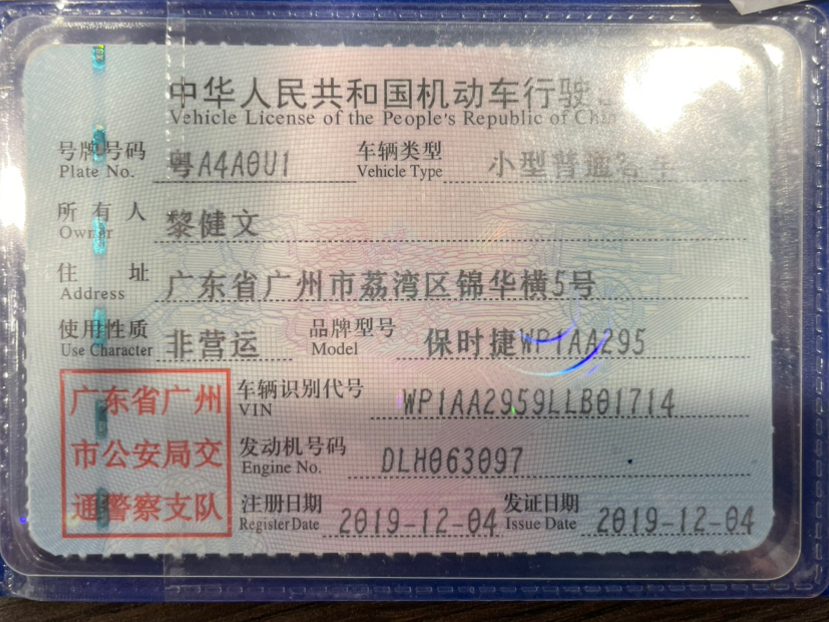 中华人民共和国机动车行驶
Vehicle License of the People's Republic of China
号牌号码 粤A4A0U1 车辆类型 小型普通客车
Plate No. Vehicle Type
所有人 黎健文
Owner
住址 广东省广州市荔湾区锦华横5号
Address
使用性质 非营运 品牌型号 保时捷WP1AA295
Use Character Model
广东省广州 车辆识别代号 WP1AA2959LLB01714
VIN
市公安局交 发动机号码 DLH063097
Engine No.
通警察支队 注册日期 2019-12-04 发证日期 2019-12-04
Register Date Issue Date